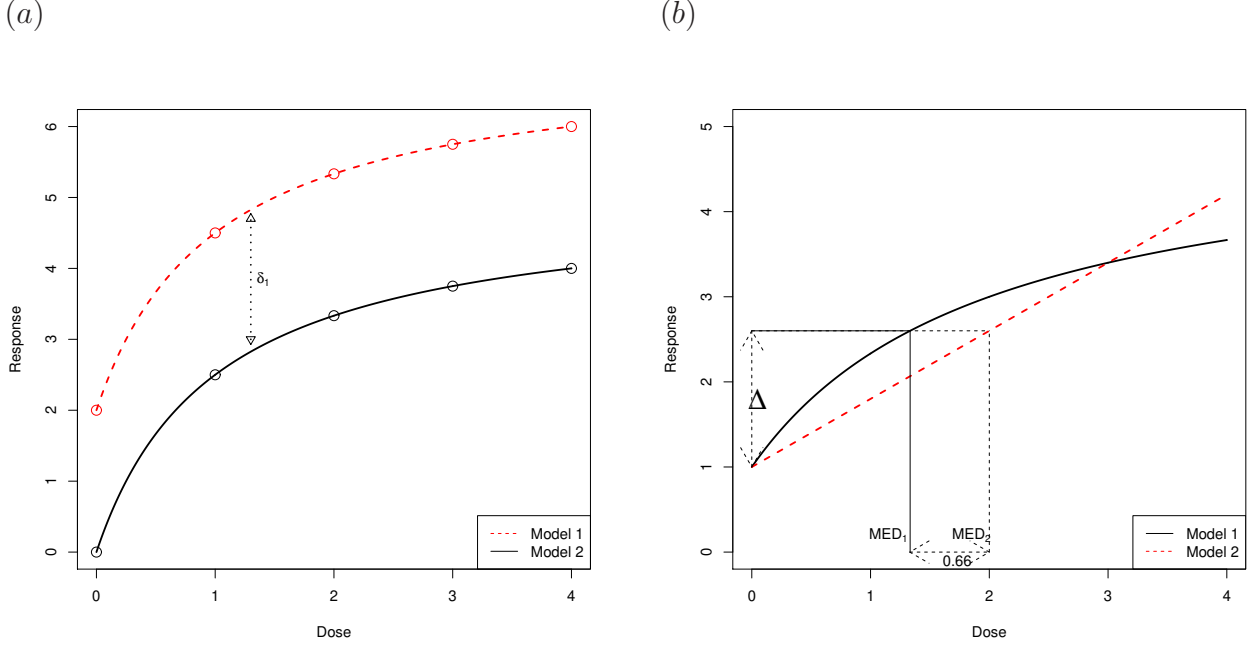 (a)
6
5
4
3
2
1
0
Response
δ1
Model 1
Model 2
0 1 2 3 4
Dose
(b)
5
4
3
2
1
0
Response
Δ
MED1
MED2
0.66
Model 1
Model 2
0 1 2 3 4
Dose